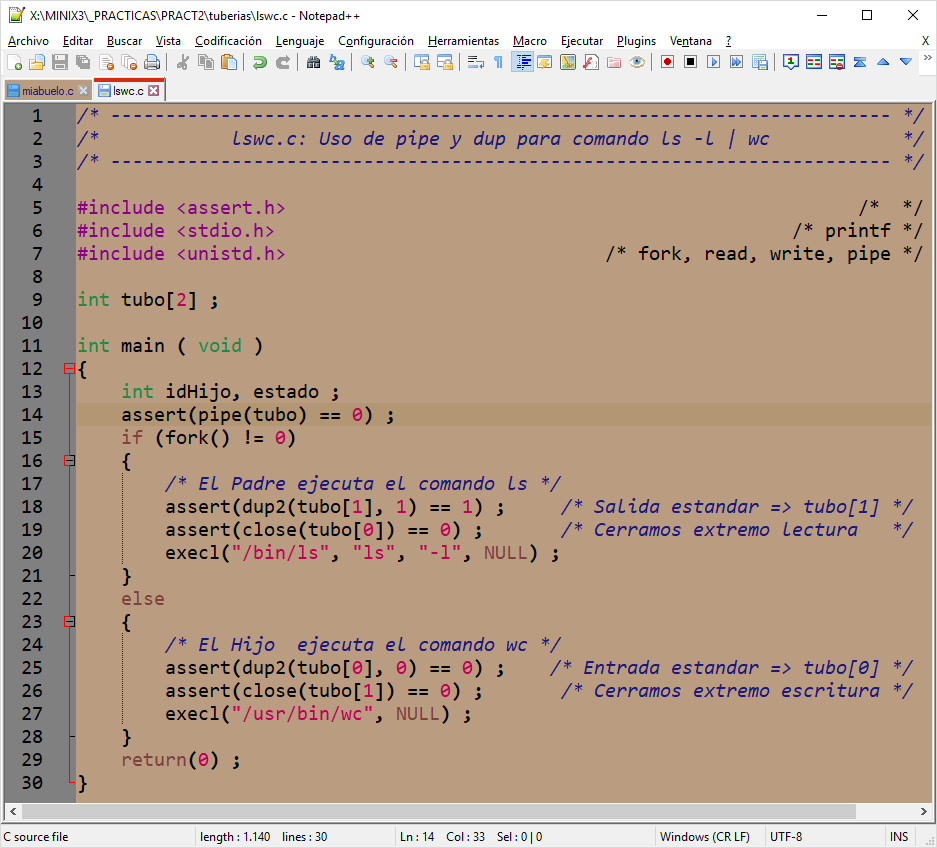 X:\MINIX3\_PRACTICAS\PRACT2\tuberias\lswc.c - Notepad++
Archivo Editar Buscar Vista Codificación Lenguaje Configuración Herramientas Macro Ejecutar Plugins Ventana ? X
miabuelo.c lswc.c
1 /* ----------------------------------------------------------------------- */
2 /* lswc.c: Uso de pipe y dup para comando ls -l | wc */
3 /* ----------------------------------------------------------------------- */
4
5 #include <assert.h> /* */
6 #include <stdio.h> /* printf */
7 #include <unistd.h> /* fork, read, write, pipe */
8
9 int tubo[2] ;
10
11 int main ( void )
12 {
13 int idHijo, estado ;
14 assert(pipe(tubo) == 0) ;
15 if (fork() != 0)
16 {
17 /* El Padre ejecuta el comando ls */
18 assert(dup2(tubo[1], 1) == 1) ; /* Salida estandar => tubo[1] */
19 assert(close(tubo[0]) == 0) ; /* Cerramos extremo lectura */
20 execl("/bin/ls", "ls", "-l", NULL) ;
21 }
22 else
23 {
24 /* El Hijo ejecuta el comando wc */
25 assert(dup2(tubo[0], 0) == 0) ; /* Entrada estandar => tubo[0] */
26 assert(close(tubo[1]) == 0) ; /* Cerramos extremo escritura */
27 execl("/usr/bin/wc", NULL) ;
28 }
29 return(0) ;
30 }
C source file length : 1.140 lines : 30 Ln : 14 Col : 33 Sel : 0 | 0 Windows (CR LF) UTF-8 INS